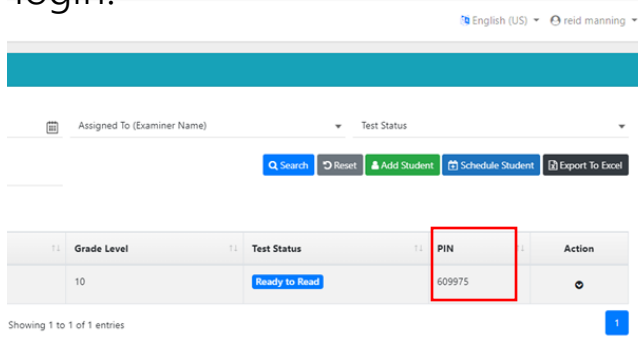 login.
English (US) reid manning
Assigned To (Examiner Name) Test Status
Search Reset Add Student Schedule Student Export To Excel
Grade Level Test Status PIN Action
10 Ready to Read 609975
Showing 1 to 1 of 1 entries 1